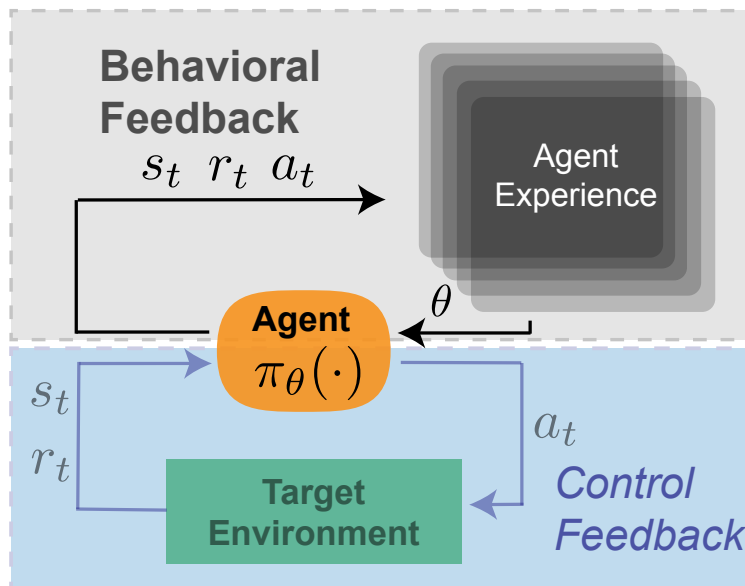 Behavioral
Feedback
s_t r_t a_t
Agent
Experience
θ
Agent
π_θ(·)
s_t
r_t
a_t
Target
Environment
Control
Feedback